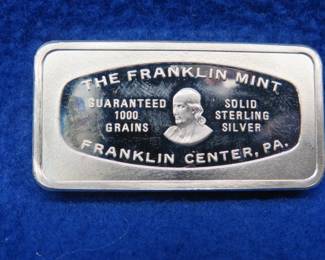 THE FRANKLIN MINT
GUARANTEED
1000
GRAINS
SOLID
STERLING
SILVER
FRANKLIN CENTER, PA.